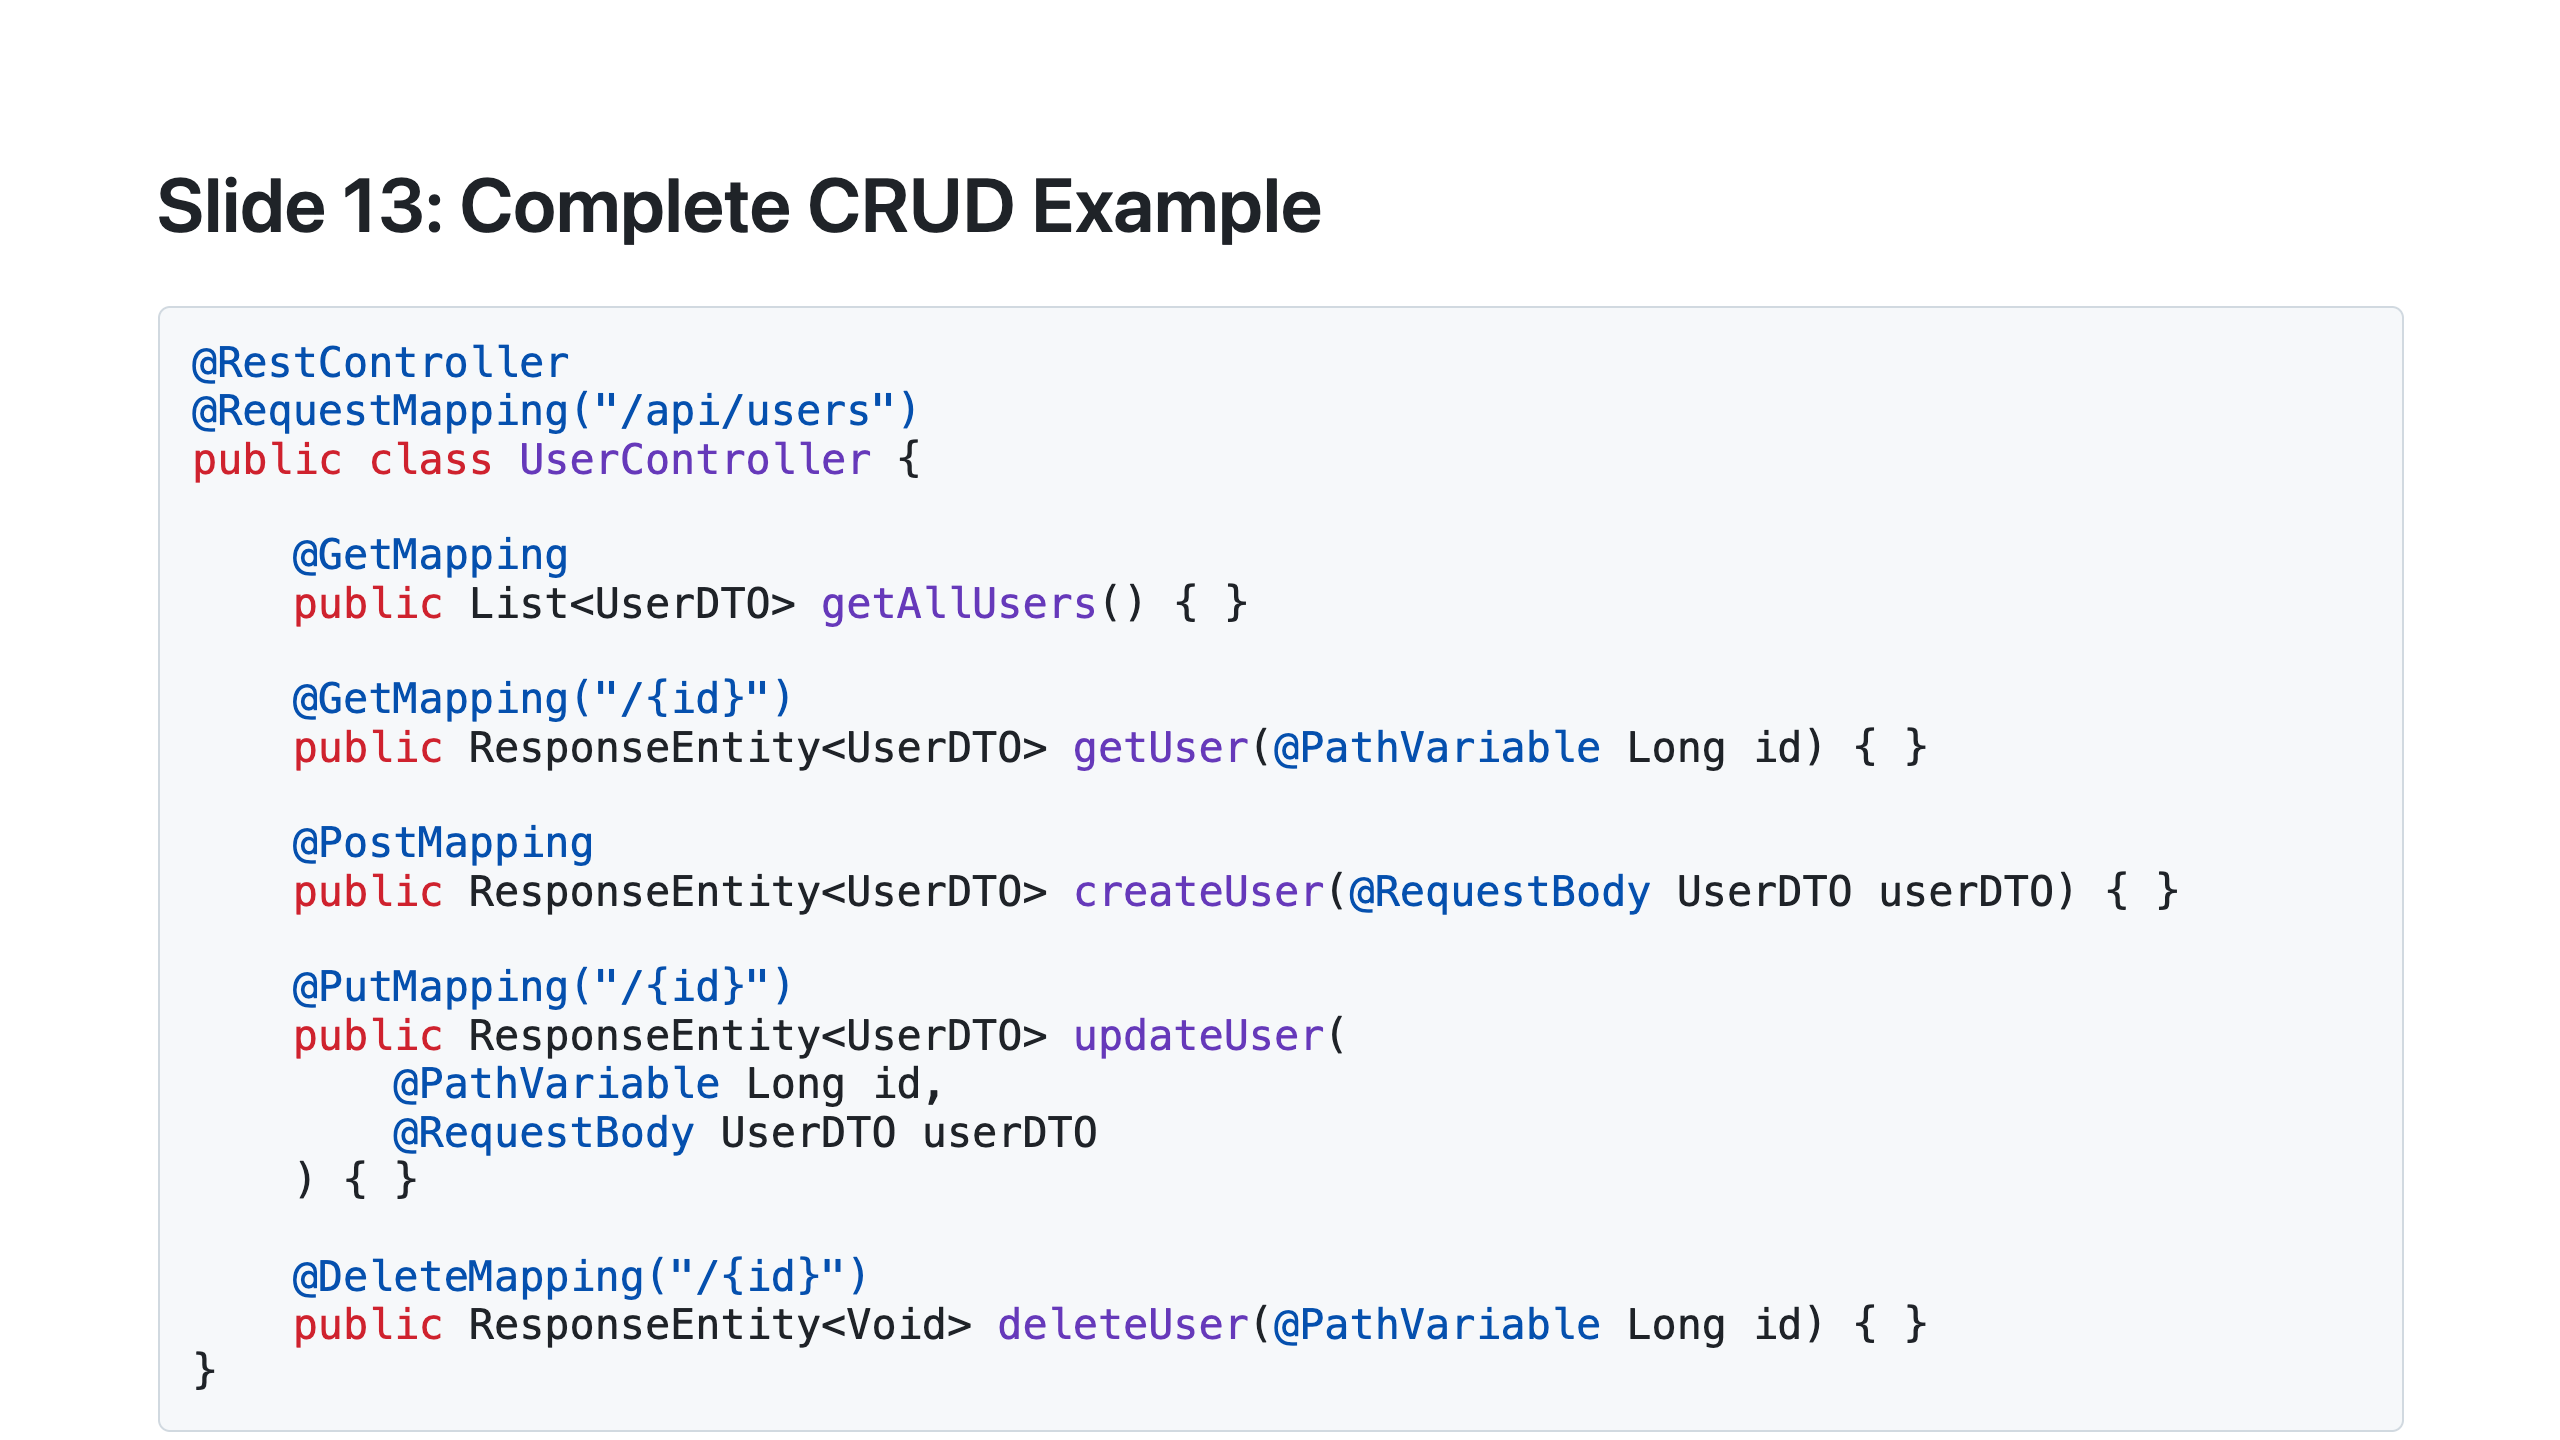 Slide 13: Complete CRUD Example
@RestController
@RequestMapping("/api/users")
public class UserController {
@GetMapping
public List<UserDTO> getAllUsers() { }
@GetMapping("/{id}")
public ResponseEntity<UserDTO> getUser(@PathVariable Long id) { }
@PostMapping
public ResponseEntity<UserDTO> createUser(@RequestBody UserDTO userDTO) { }
@PutMapping("/{id}")
public ResponseEntity<UserDTO> updateUser(
@PathVariable Long id,
@RequestBody UserDTO userDTO
) { }
@DeleteMapping("/{id}")
public ResponseEntity<Void> deleteUser(@PathVariable Long id) { }
}